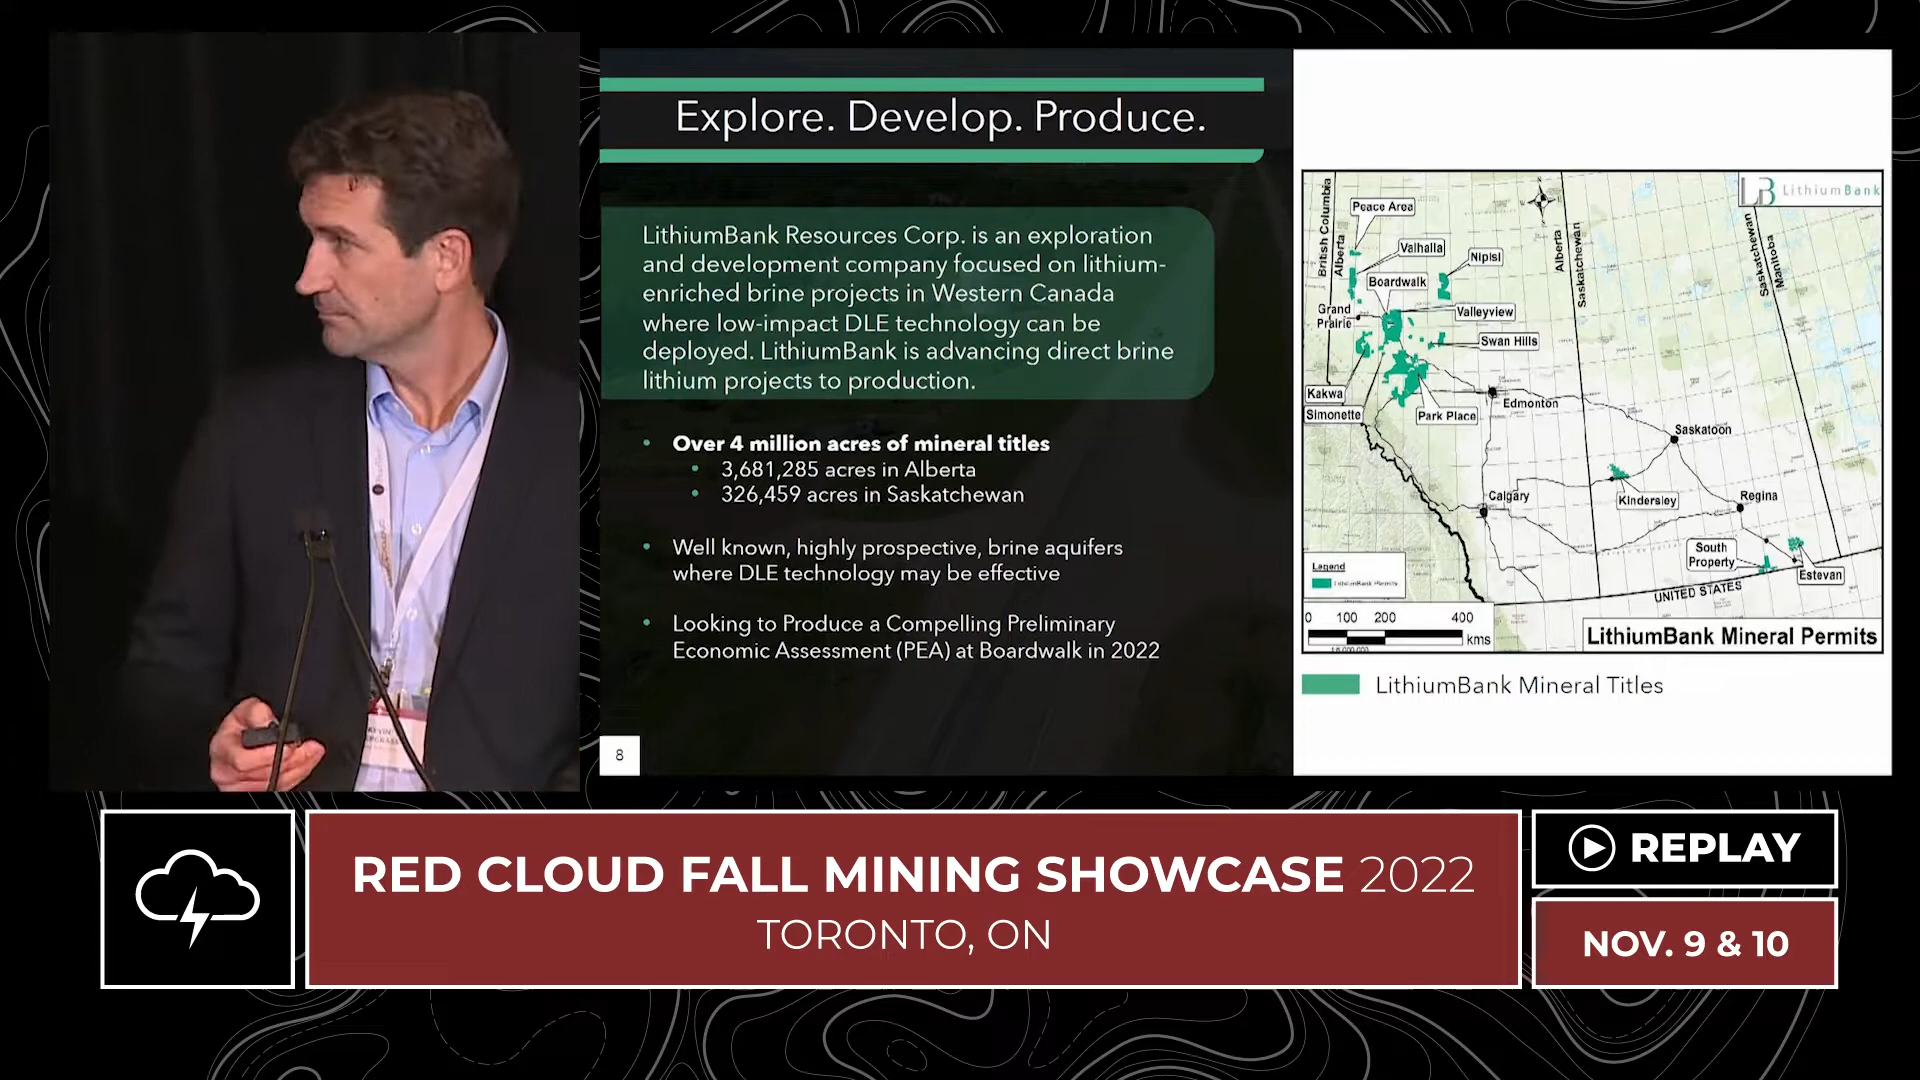 Explore. Develop. Produce.
LithiumBank Resources Corp. is an exploration
and development company focused on lithium-
enriched brine projects in Western Canada
where low-impact DLE technology can be
deployed. LithiumBank is advancing direct brine
lithium projects to production.
• Over 4 million acres of mineral titles
• 3,681,285 acres in Alberta
• 326,459 acres in Saskatchewan
• Well known, highly prospective, brine aquifers
where DLE technology may be effective
• Looking to Produce a Compelling Preliminary
Economic Assessment (PEA) at Boardwalk in 2022
8
LB LithiumBank
British Columbia
Alberta
Alberta
Saskatchewan
Saskatchewan
Manitoba
Peace Area
Valhalla
Nipisi
Boardwalk
Grand
Prairie
Valleyview
Swan Hills
Kakwa
Simonette
Park Place
Edmonton
Saskatoon
Calgary
Kindersley
Regina
South
Property
Estevan
UNITED STATES
Legend
LithiumBank Permits
0 100 200 400
kms
LithiumBank Mineral Permits
LithiumBank Mineral Titles
RED CLOUD FALL MINING SHOWCASE 2022
TORONTO, ON
REPLAY
NOV. 9 & 10